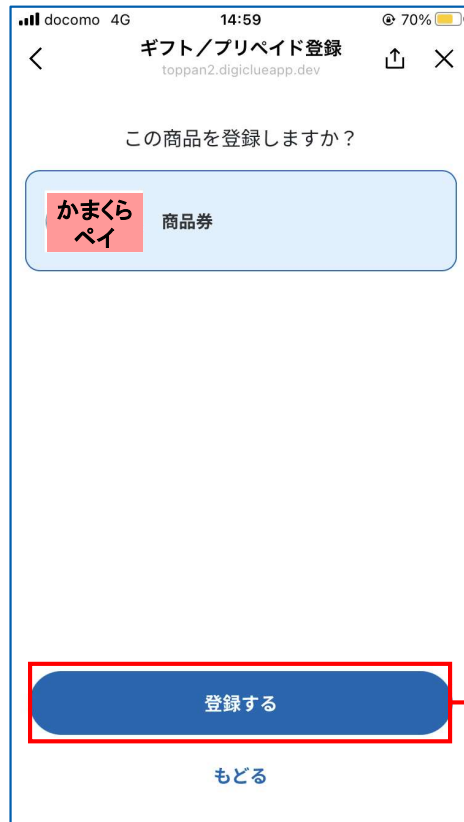 docomo 4G 14:59 70%
ギフト／プリペイド登録
toppan2.digiclueapp.dev
この商品を登録しますか？
かまくら
ペイ
商品券
登録する
もどる